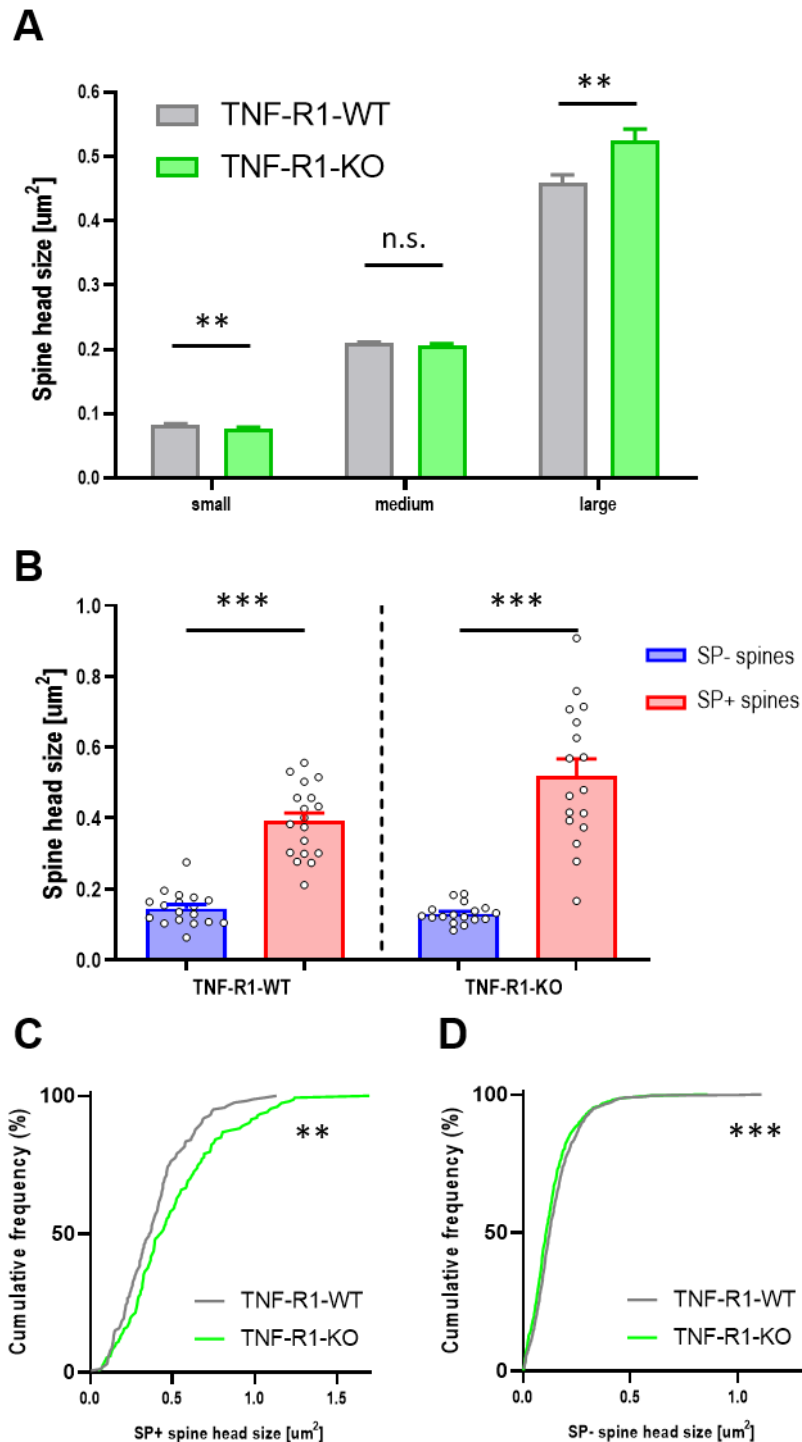 A
TNF-R1-WT
TNF-R1-KO
**
n.s.
**
Spine head size [um²]
0.6
0.5
0.4
0.3
0.2
0.1
0.0
small
medium
large
B
***
***
SP- spines
SP+ spines
Spine head size [um²]
1.0
0.8
0.6
0.4
0.2
0.0
TNF-R1-WT
TNF-R1-KO
C
**
Cumulative frequency (%)
100
50
0
TNF-R1-WT
TNF-R1-KO
0.0
0.5
1.0
1.5
SP+ spine head size [um²]
D
***
Cumulative frequency (%)
100
50
0
TNF-R1-WT
TNF-R1-KO
0.0
0.5
1.0
SP- spine head size [um²]